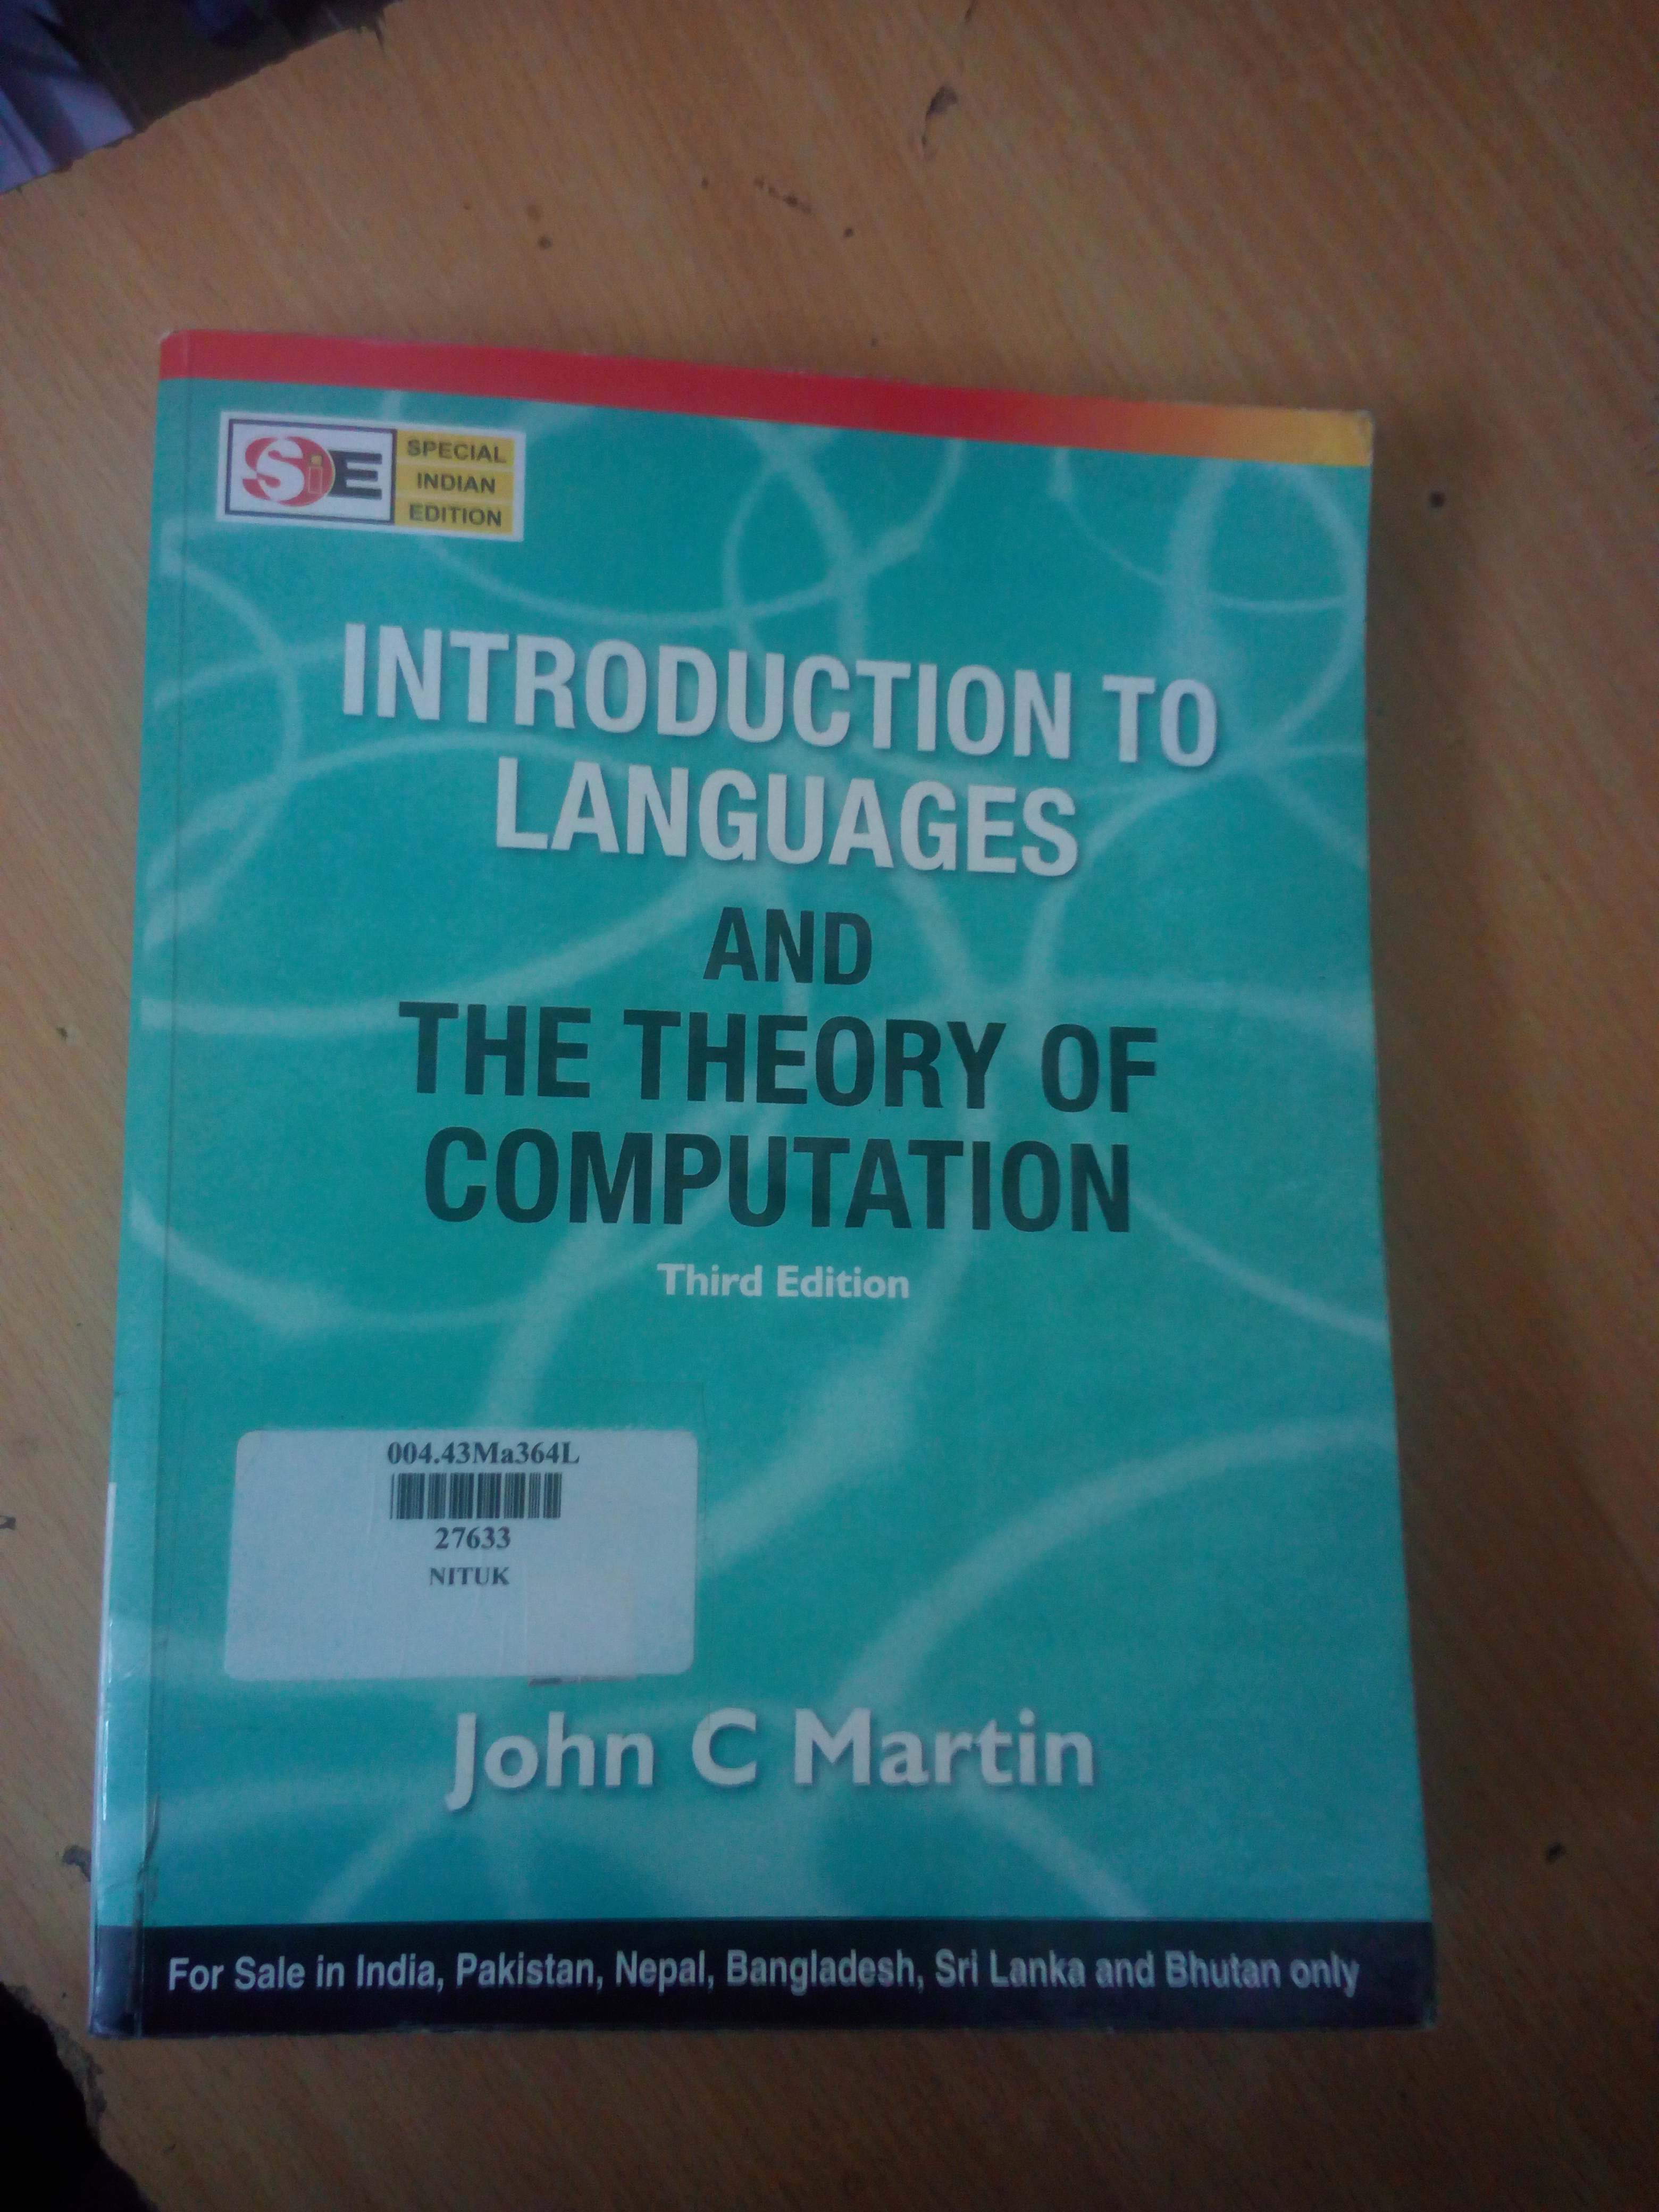 SiE
SPECIAL
INDIAN
EDITION
INTRODUCTION TO
LANGUAGES
AND
THE THEORY OF
COMPUTATION
Third Edition
004.43Ma364L
27633
NITUK
John C Martin
For Sale in India, Pakistan, Nepal, Bangladesh, Sri Lanka and Bhutan only